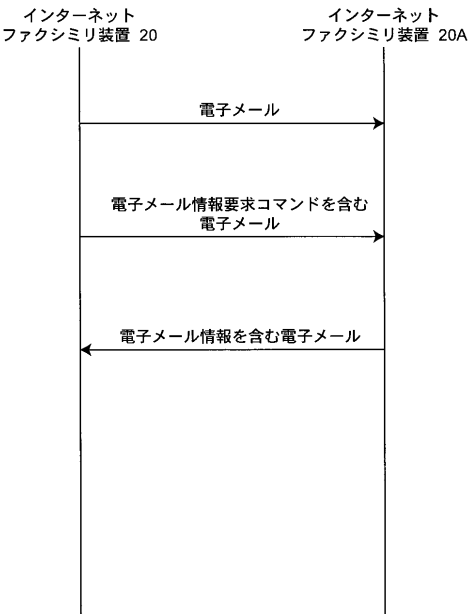 インターネット
ファクシミリ装置 20
インターネット
ファクシミリ装置 20A
電子メール
電子メール情報要求コマンドを含む
電子メール
電子メール情報を含む電子メール